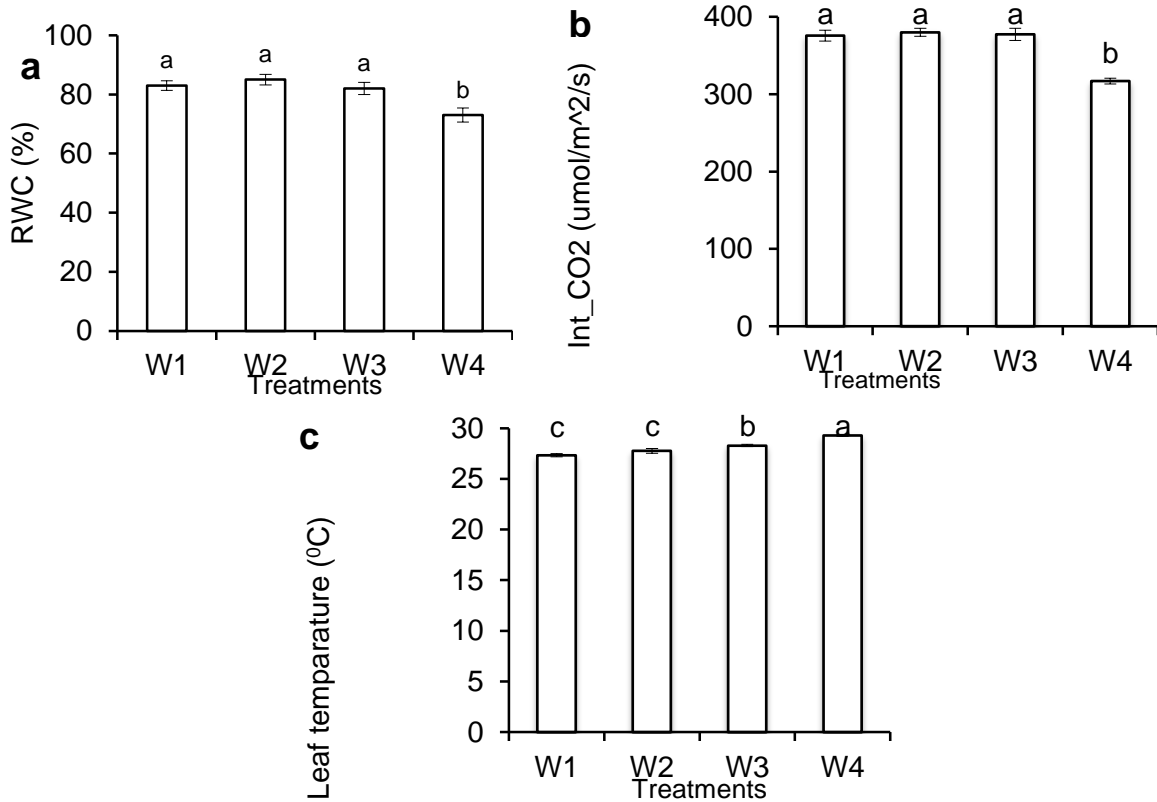 a
RWC (%)
100
80
60
40
20
0
a
a
a
b
W1 W2 W3 W4
Treatments
b
Int_CO2 (umol/m^2/s)
400
300
200
100
0
a
a
a
b
W1 W2 W3 W4
Treatments
c
Leaf temparature (⁰C)
30
25
20
15
10
5
0
c
c
b
a
W1 W2 W3 W4
Treatments